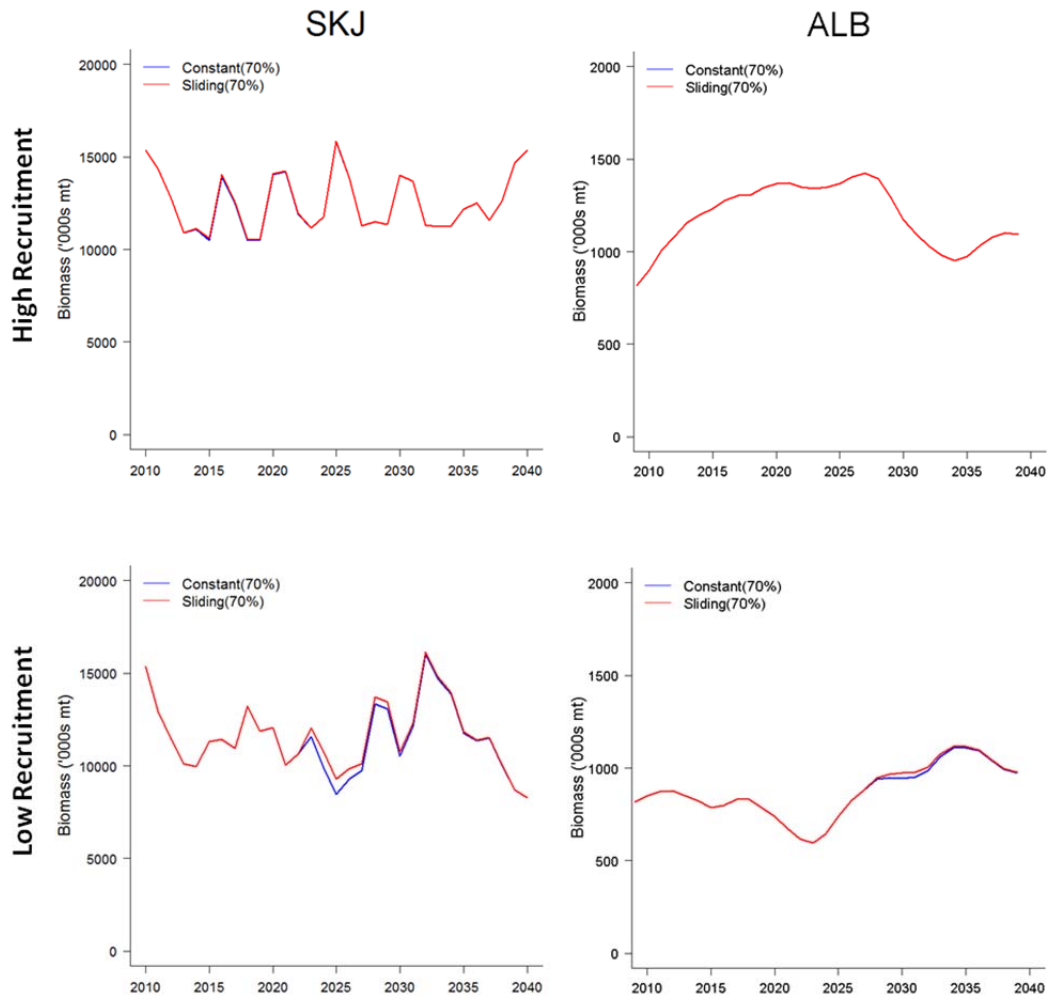 SKJ
ALB
High Recruitment
Biomass ('000s mt)
20000
15000
10000
5000
0
Constant(70%)
Sliding(70%)
2010 2015 2020 2025 2030 2035 2040
Biomass ('000s mt)
2000
1500
1000
500
0
Constant(70%)
Sliding(70%)
2010 2015 2020 2025 2030 2035 2040
Low Recruitment
Biomass ('000s mt)
20000
15000
10000
5000
0
Constant(70%)
Sliding(70%)
2010 2015 2020 2025 2030 2035 2040
Biomass ('000s mt)
2000
1500
1000
500
0
Constant(70%)
Sliding(70%)
2010 2015 2020 2025 2030 2035 2040